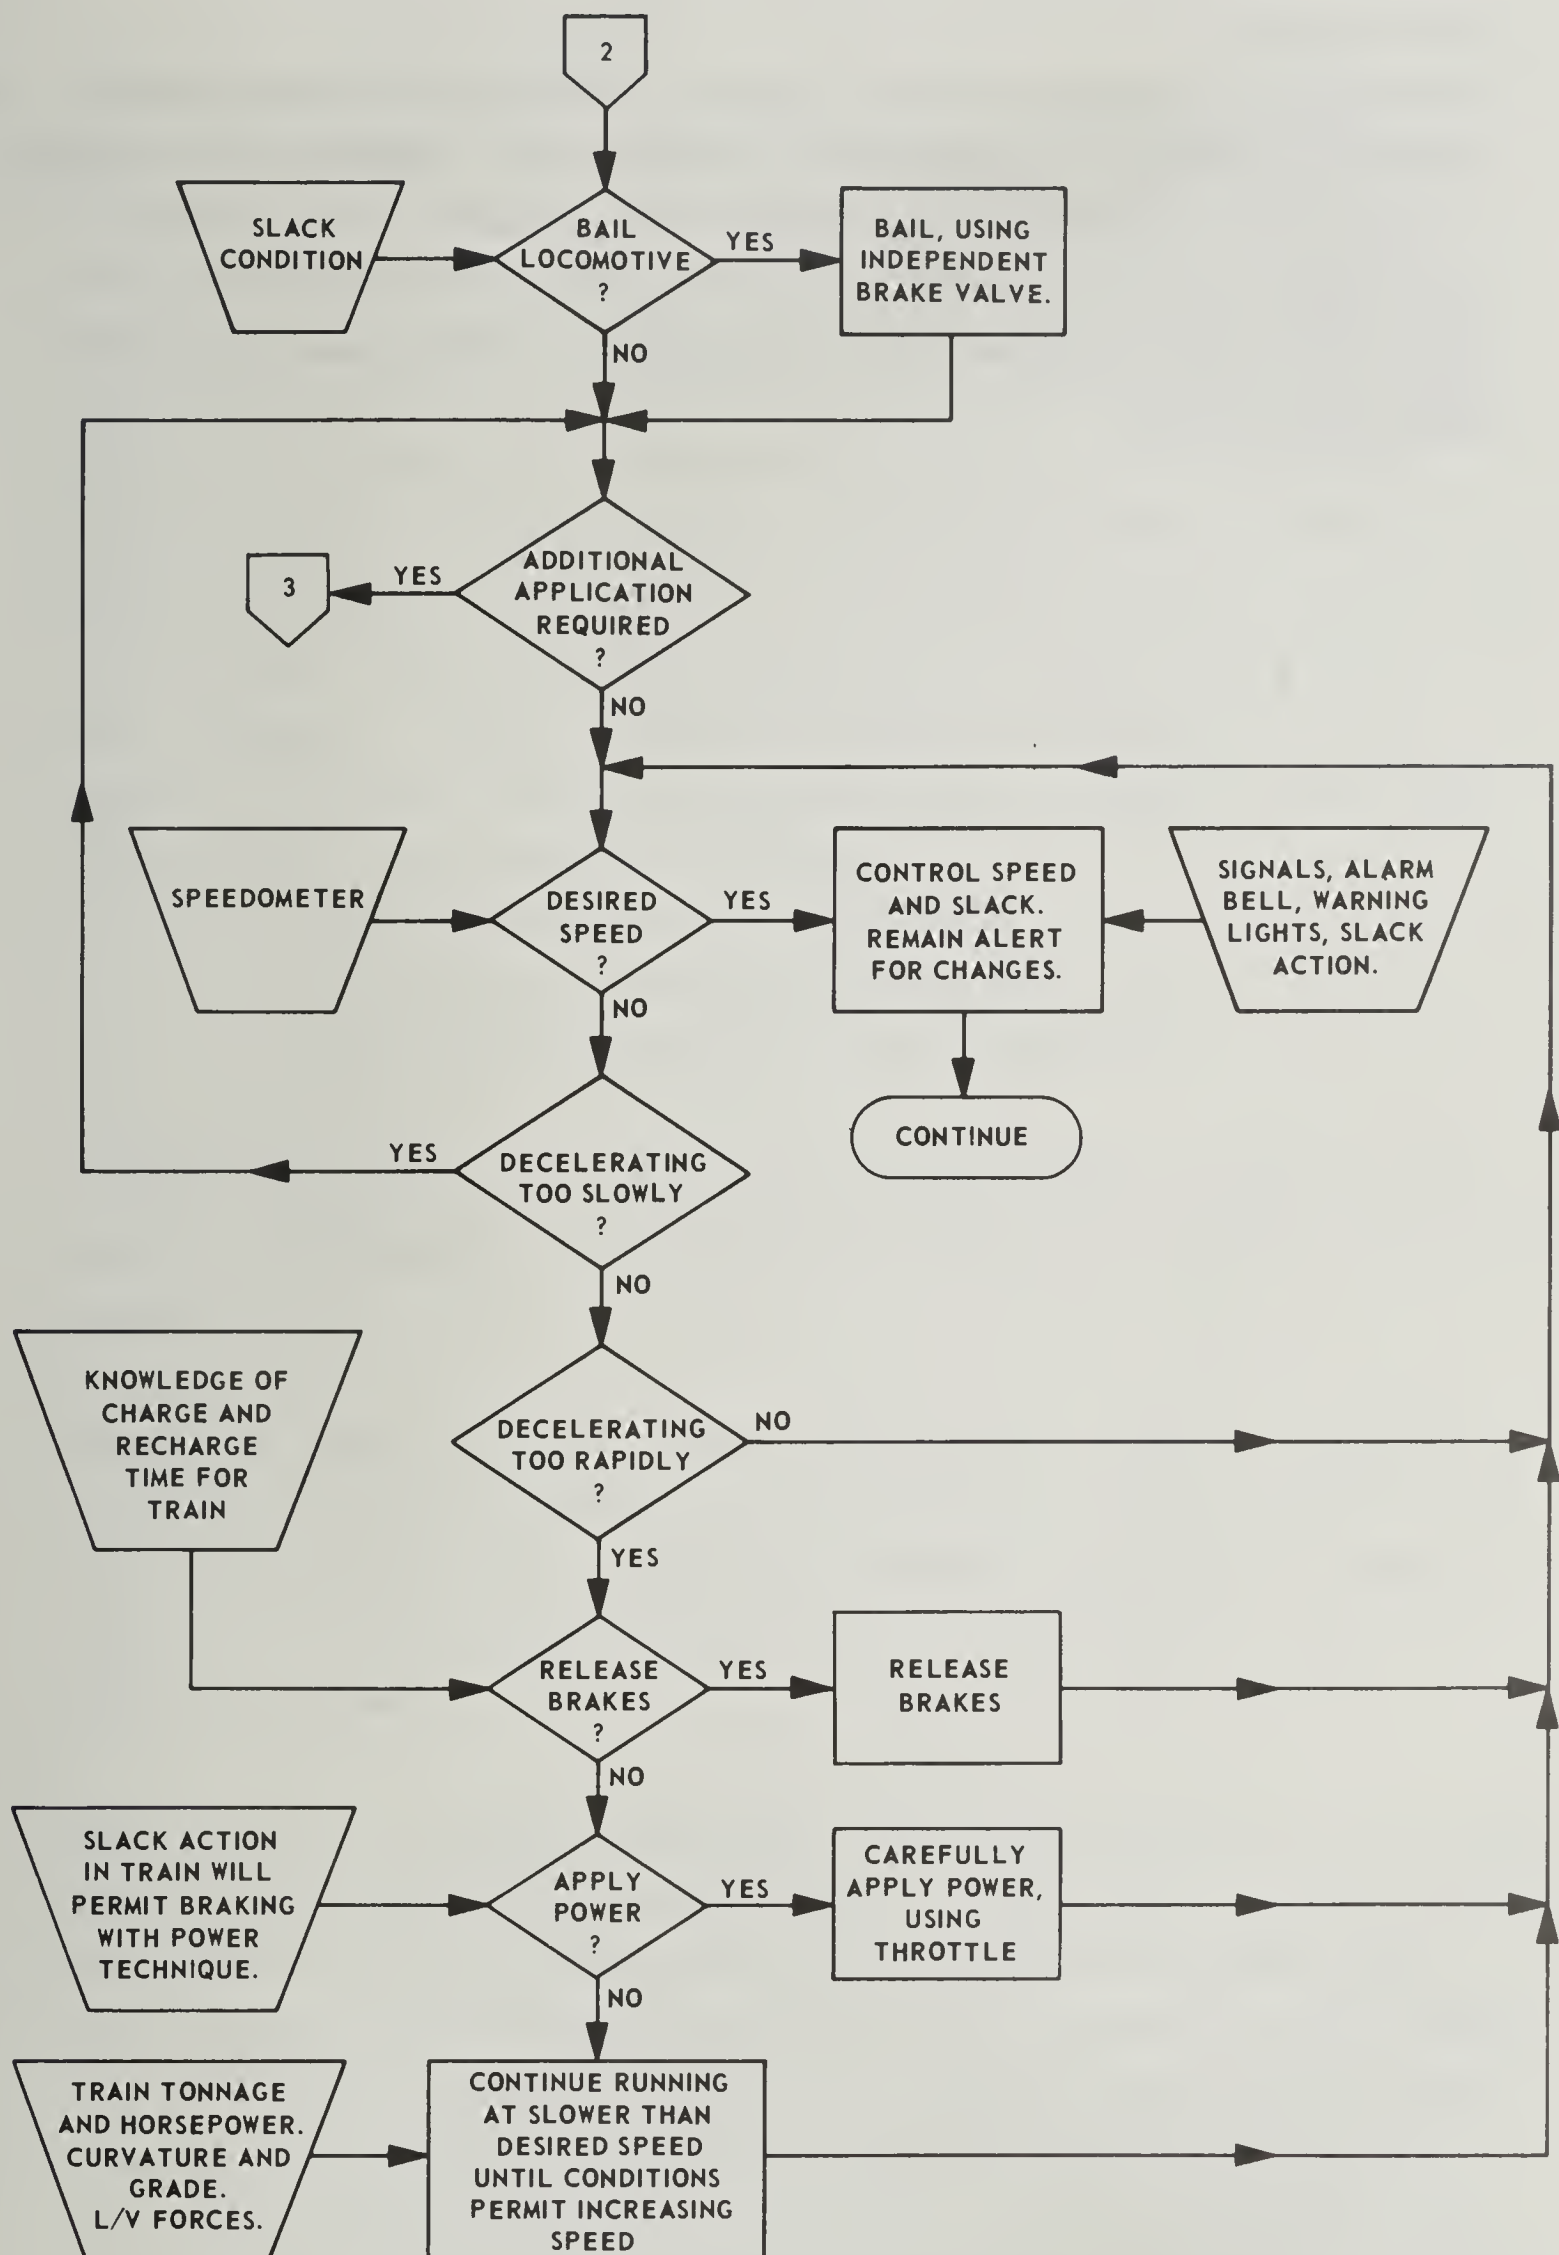 2
SLACK
CONDITION
BAIL
LOCOMOTIVE
?
YES
BAIL, USING
INDEPENDENT
BRAKE VALVE.
NO
ADDITIONAL
APPLICATION
REQUIRED
?
YES
3
NO
SPEEDOMETER
DESIRED
SPEED
?
YES
CONTROL SPEED
AND SLACK.
REMAIN ALERT
FOR CHANGES.
SIGNALS, ALARM
BELL, WARNING
LIGHTS, SLACK
ACTION.
NO
CONTINUE
YES
DECELERATING
TOO SLOWLY
?
NO
KNOWLEDGE OF
CHARGE AND
RECHARGE
TIME FOR
TRAIN
DECELERATING
TOO RAPIDLY
?
NO
YES
RELEASE
BRAKES
?
YES
RELEASE
BRAKES
NO
SLACK ACTION
IN TRAIN WILL
PERMIT BRAKING
WITH POWER
TECHNIQUE.
APPLY
POWER
?
YES
CAREFULLY
APPLY POWER,
USING
THROTTLE
NO
TRAIN TONNAGE
AND HORSEPOWER.
CURVATURE AND
GRADE.
L/V FORCES.
CONTINUE RUNNING
AT SLOWER THAN
DESIRED SPEED
UNTIL CONDITIONS
PERMIT INCREASING
SPEED